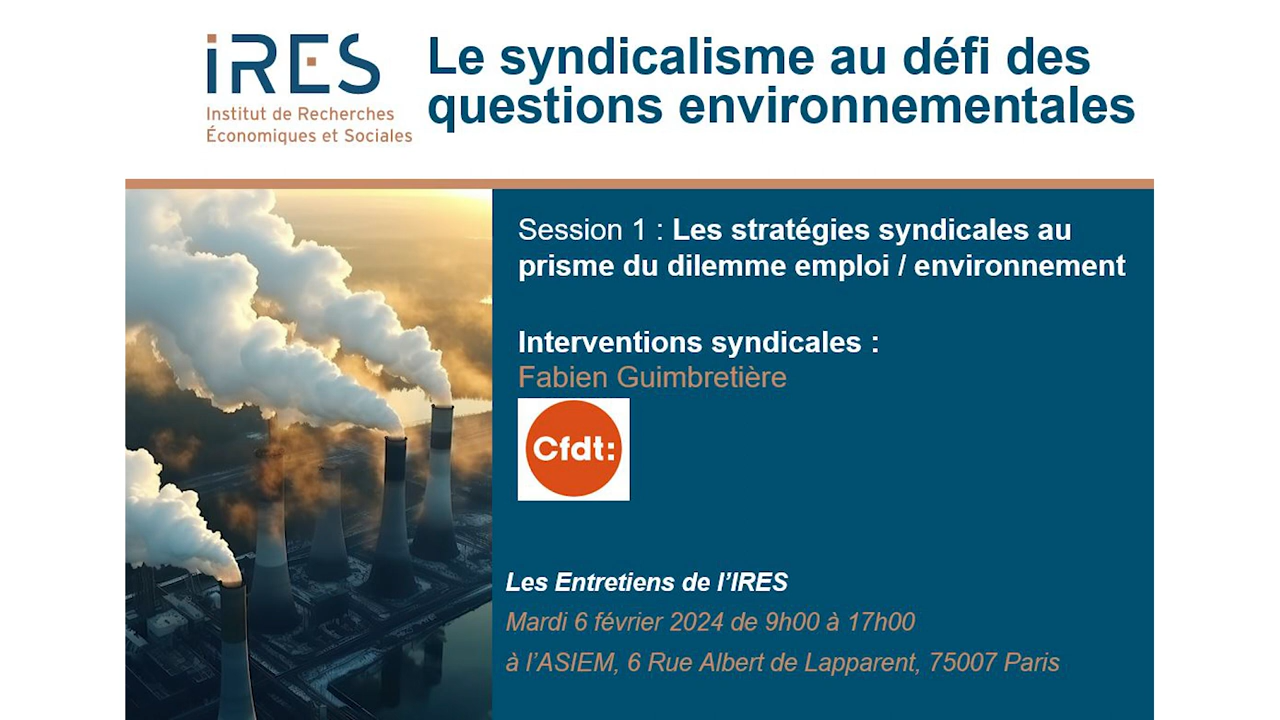 iRES
Institut de Recherches
Économiques et Sociales
Le syndicalisme au défi des
questions environnementales
Session 1 : Les stratégies syndicales au
prisme du dilemme emploi / environnement
Interventions syndicales :
Fabien Guimbretière
Cfdt:
Les Entretiens de l’IRES
Mardi 6 février 2024 de 9h00 à 17h00
à l’ASIEM, 6 Rue Albert de Lapparent, 75007 Paris